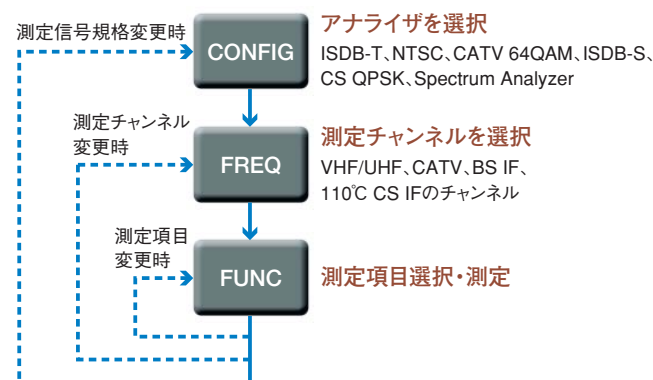 測定信号規格変更時
CONFIG
アナライザを選択
ISDB-T、NTSC、CATV 64QAM、ISDB-S、
CS QPSK、Spectrum Analyzer
測定チャンネル
変更時
FREQ
測定チャンネルを選択
VHF/UHF、CATV、BS IF、
110℃ CS IFのチャンネル
測定項目
変更時
FUNC
測定項目選択・測定